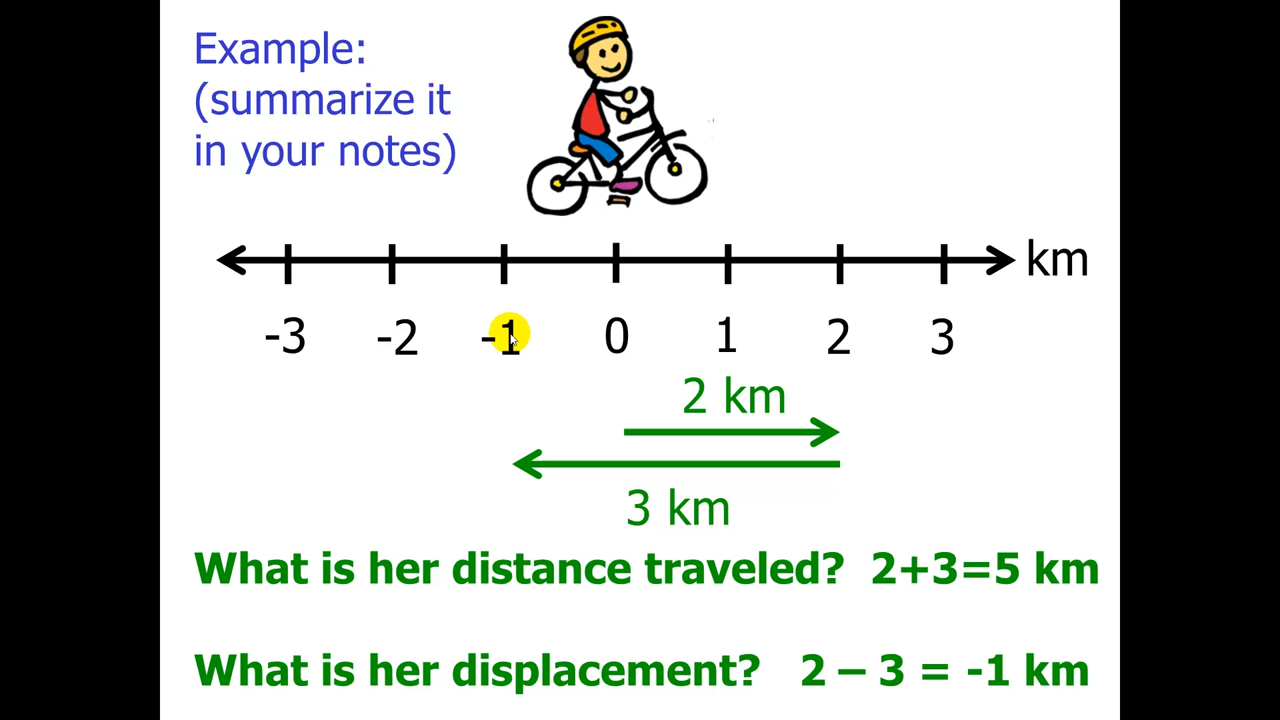 Example:
(summarize it
in your notes)
km
-3 -2 -1 0 1 2 3
2 km
3 km
What is her distance traveled? 2+3=5 km
What is her displacement? 2 – 3 = -1 km